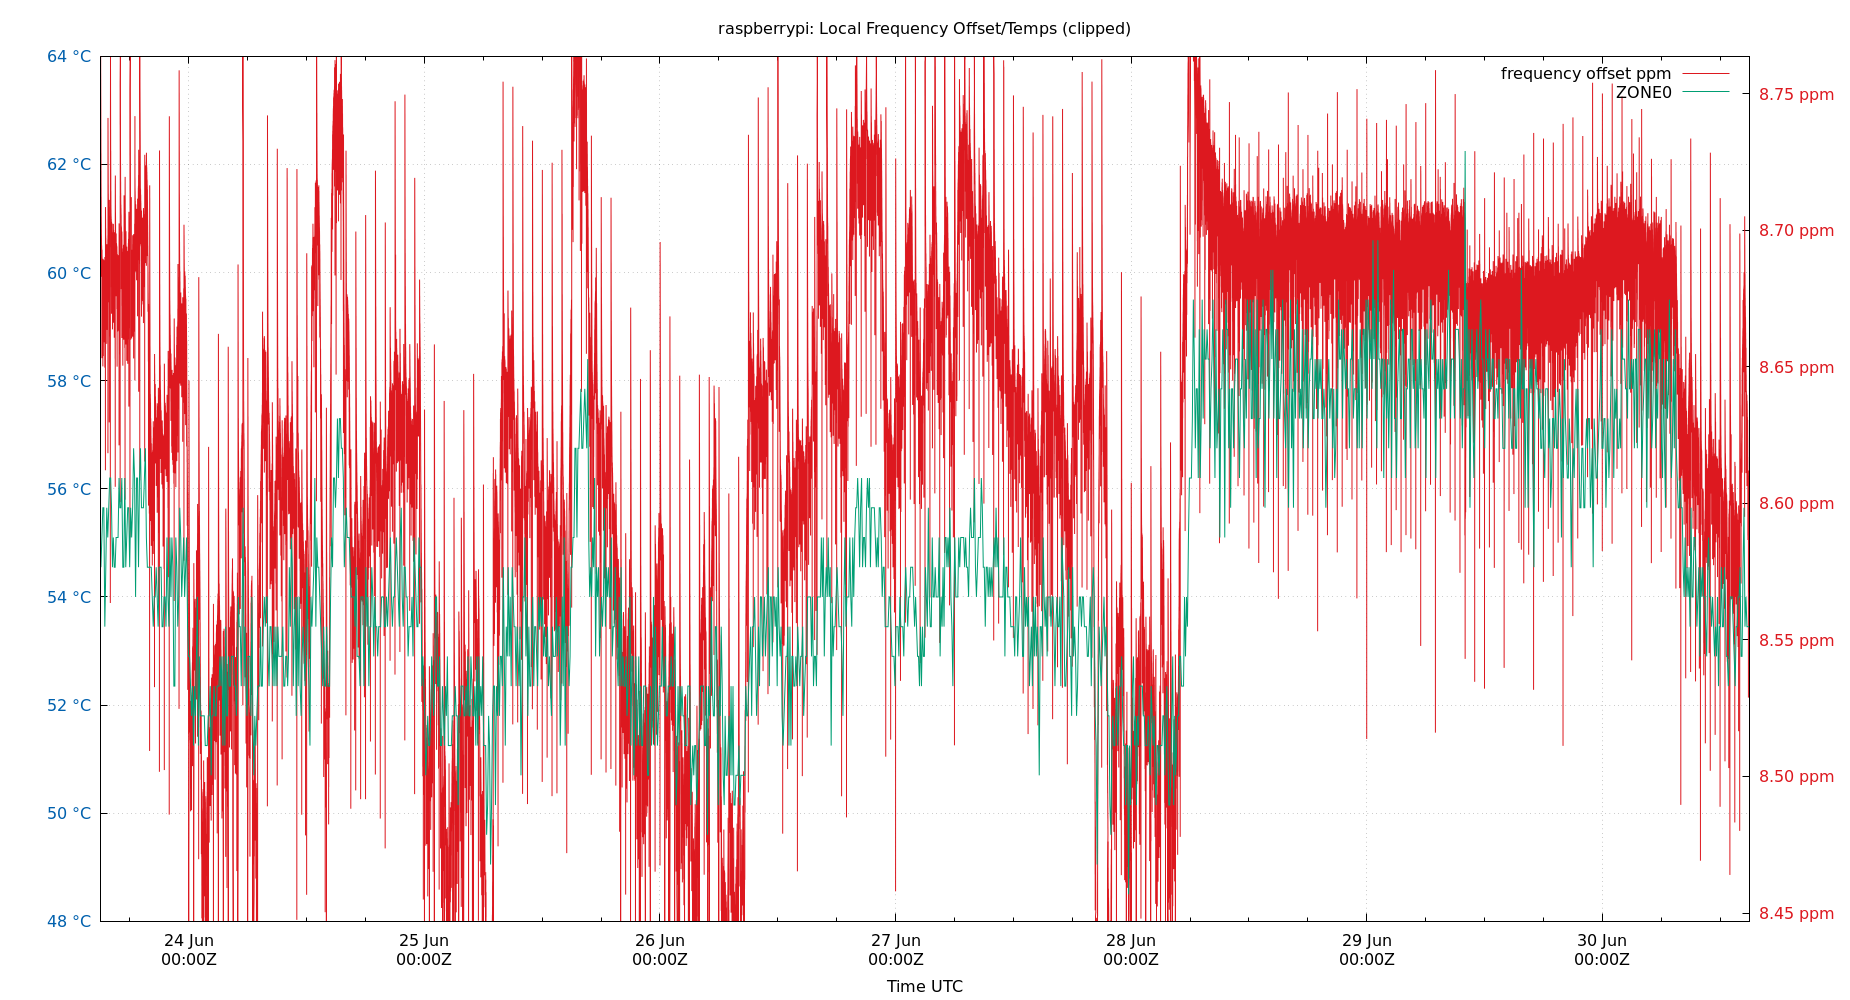 raspberrypi: Local Frequency Offset/Temps (clipped)
frequency offset ppm
ZONE0
64 °C
62 °C
60 °C
58 °C
56 °C
54 °C
52 °C
50 °C
48 °C
8.75 ppm
8.70 ppm
8.65 ppm
8.60 ppm
8.55 ppm
8.50 ppm
8.45 ppm
24 Jun
00:00Z
25 Jun
00:00Z
26 Jun
00:00Z
27 Jun
00:00Z
28 Jun
00:00Z
29 Jun
00:00Z
30 Jun
00:00Z
Time UTC